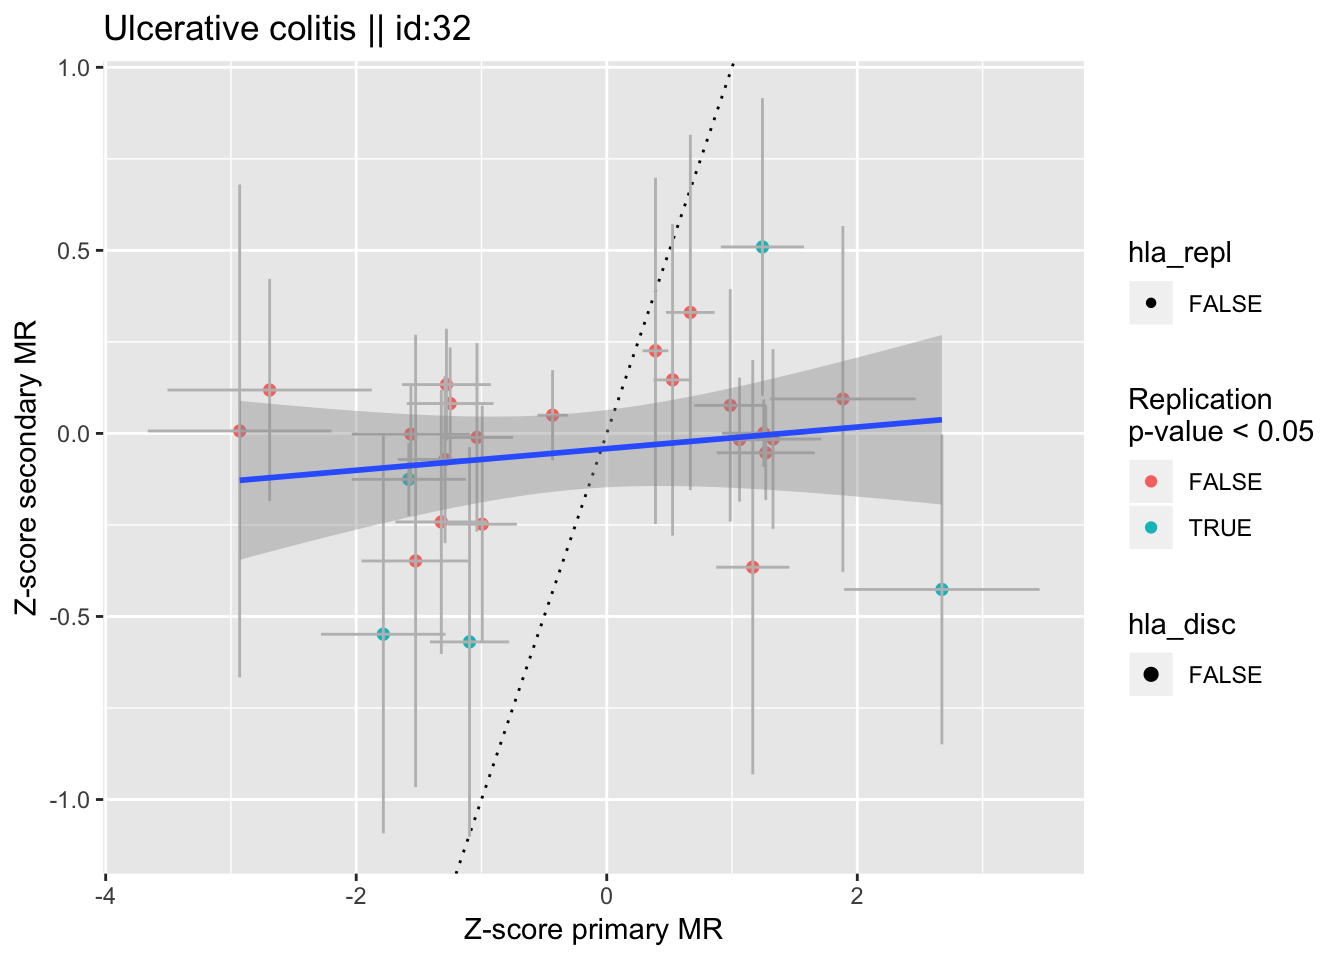 Ulcerative colitis || id:32
1.0
0.5
0.0
-0.5
-1.0
Z-score secondary MR
-4
-2
0
2
Z-score primary MR
hla_repl
FALSE
Replication
p-value < 0.05
FALSE
TRUE
hla_disc
FALSE